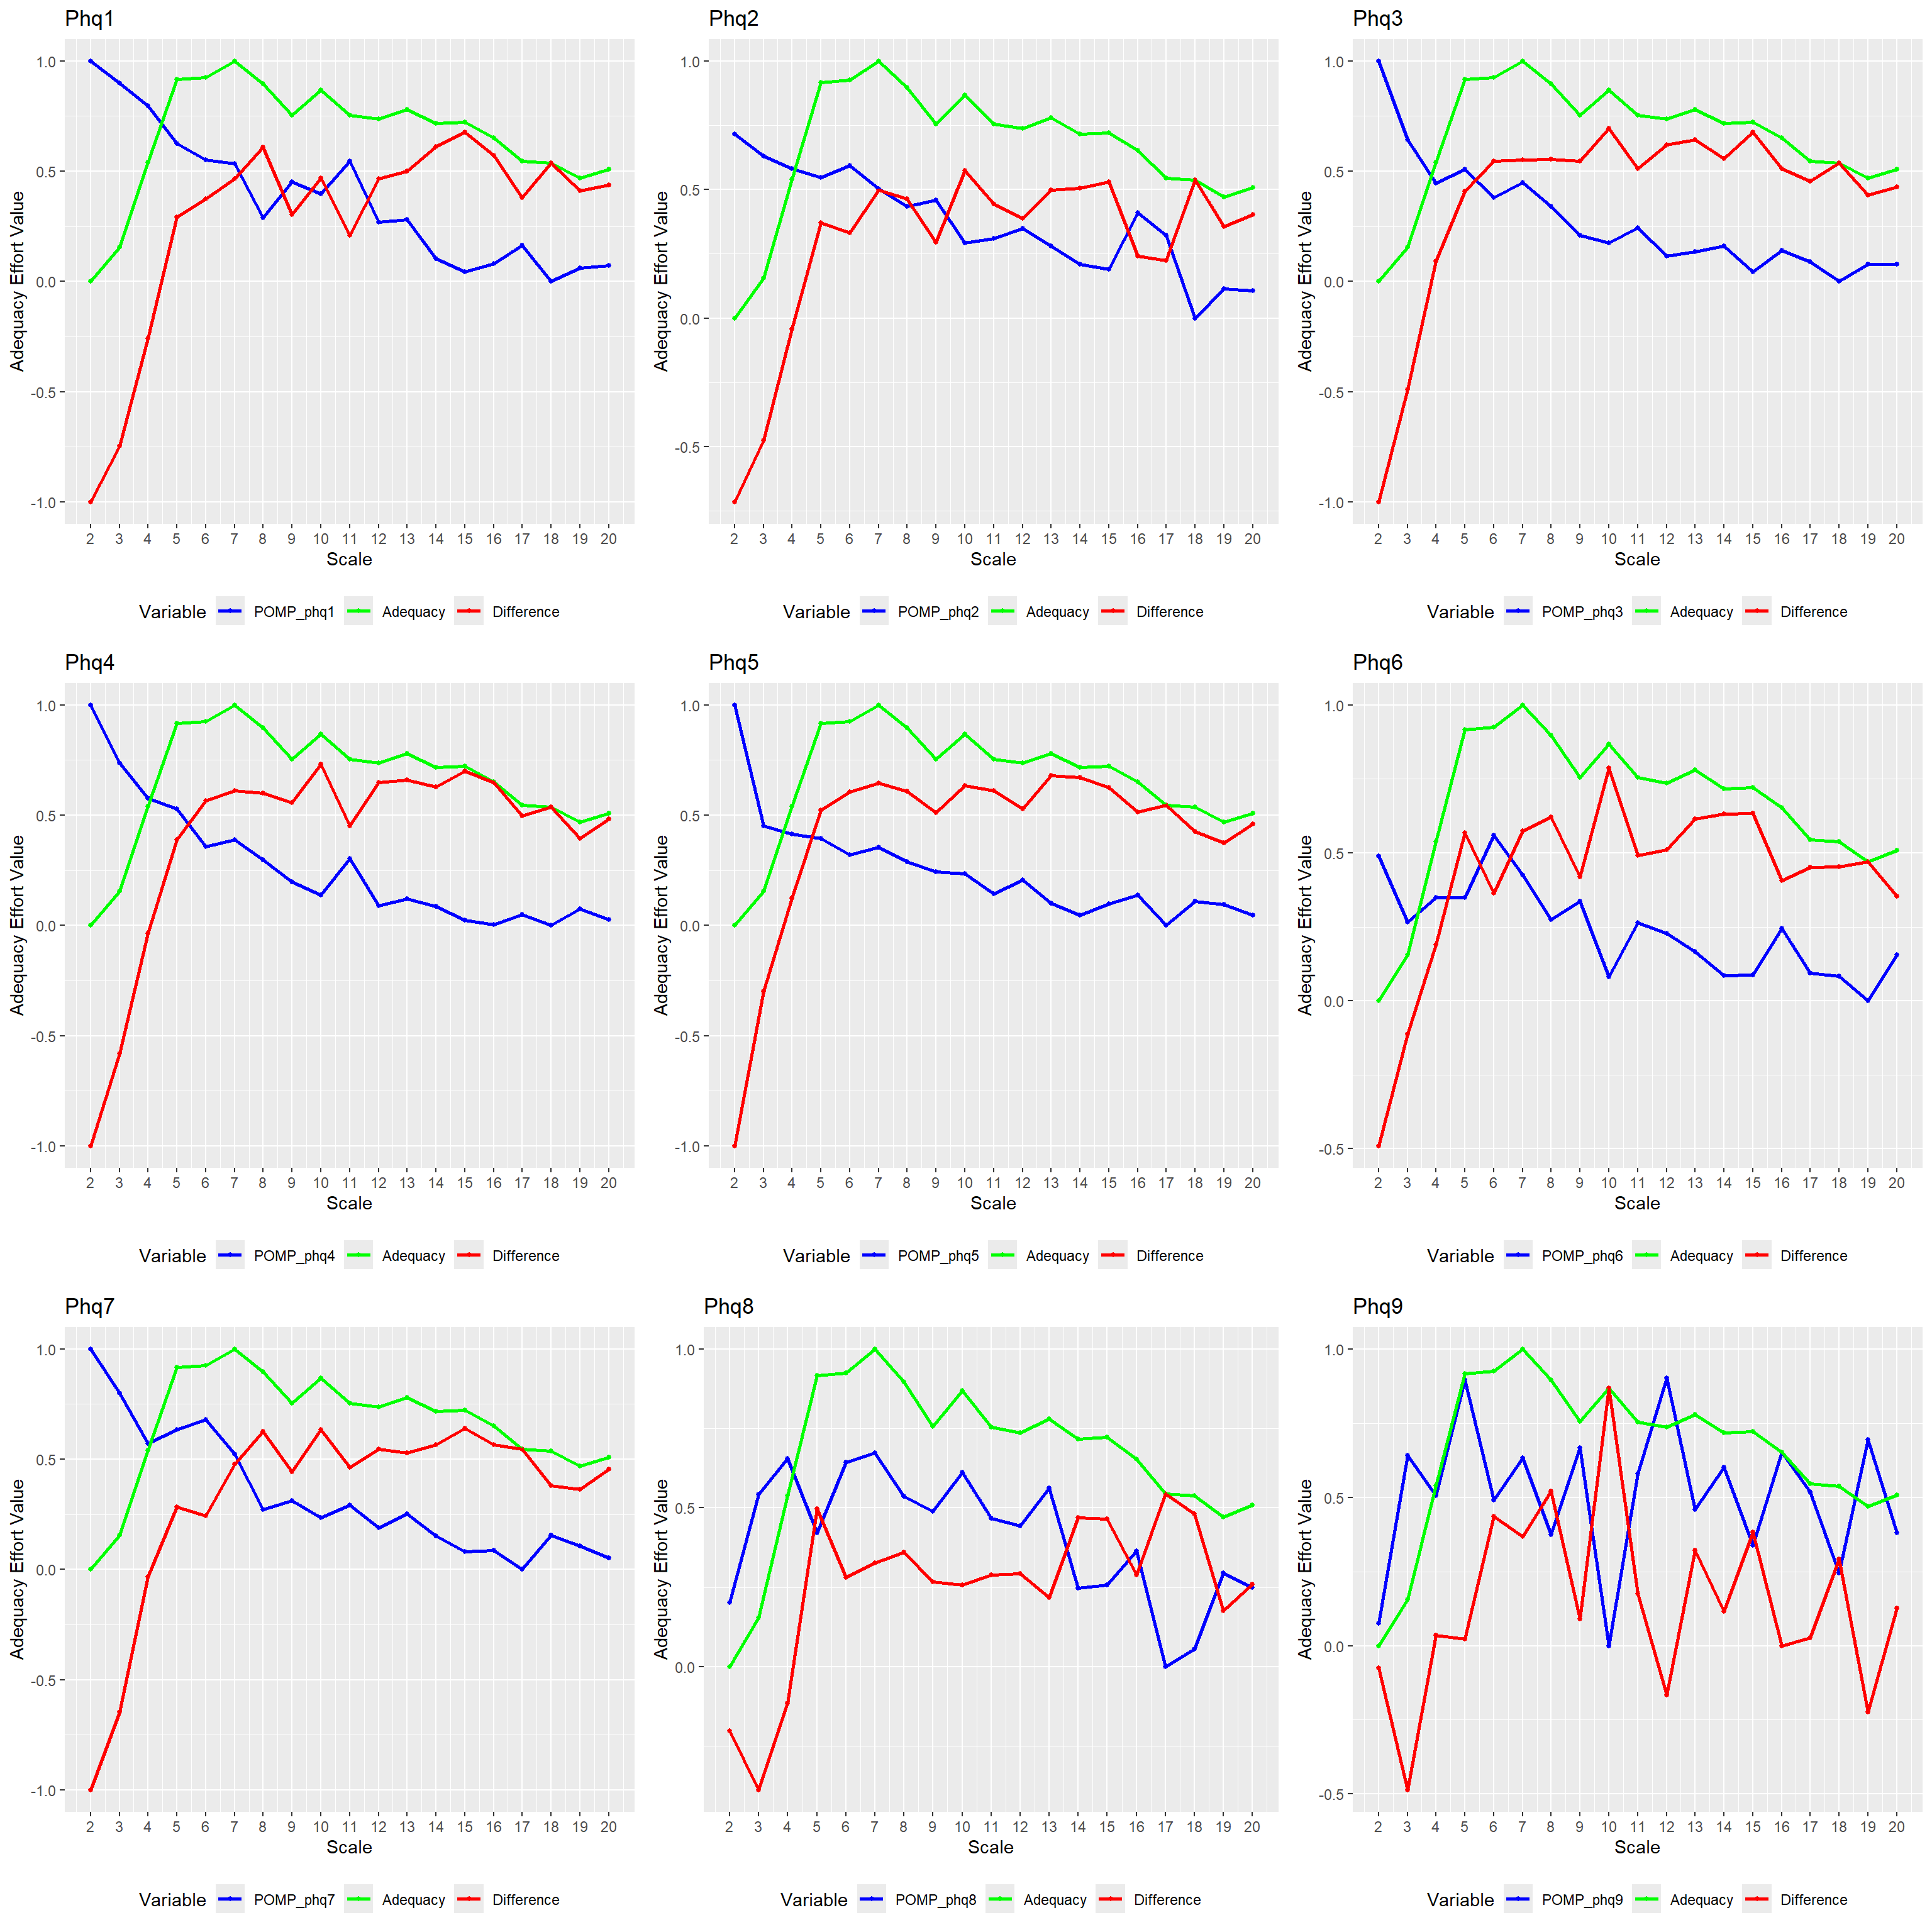 Phq1
Adequacy Effort Value
1.0
0.5
0.0
-0.5
-1.0
2 3 4 5 6 7 8 9 10 11 12 13 14 15 16 17 18 19 20
Scale
Variable POMP_phq1 Adequacy Difference
Phq2
Adequacy Effort Value
1.0
0.5
0.0
-0.5
2 3 4 5 6 7 8 9 10 11 12 13 14 15 16 17 18 19 20
Scale
Variable POMP_phq2 Adequacy Difference
Phq3
Adequacy Effort Value
1.0
0.5
0.0
-0.5
-1.0
2 3 4 5 6 7 8 9 10 11 12 13 14 15 16 17 18 19 20
Scale
Variable POMP_phq3 Adequacy Difference
Phq4
Adequacy Effort Value
1.0
0.5
0.0
-0.5
-1.0
2 3 4 5 6 7 8 9 10 11 12 13 14 15 16 17 18 19 20
Scale
Variable POMP_phq4 Adequacy Difference
Phq5
Adequacy Effort Value
1.0
0.5
0.0
-0.5
-1.0
2 3 4 5 6 7 8 9 10 11 12 13 14 15 16 17 18 19 20
Scale
Variable POMP_phq5 Adequacy Difference
Phq6
Adequacy Effort Value
1.0
0.5
0.0
-0.5
2 3 4 5 6 7 8 9 10 11 12 13 14 15 16 17 18 19 20
Scale
Variable POMP_phq6 Adequacy Difference
Phq7
Adequacy Effort Value
1.0
0.5
0.0
-0.5
-1.0
2 3 4 5 6 7 8 9 10 11 12 13 14 15 16 17 18 19 20
Scale
Variable POMP_phq7 Adequacy Difference
Phq8
Adequacy Effort Value
1.0
0.5
0.0
2 3 4 5 6 7 8 9 10 11 12 13 14 15 16 17 18 19 20
Scale
Variable POMP_phq8 Adequacy Difference
Phq9
Adequacy Effort Value
1.0
0.5
0.0
-0.5
2 3 4 5 6 7 8 9 10 11 12 13 14 15 16 17 18 19 20
Scale
Variable POMP_phq9 Adequacy Difference